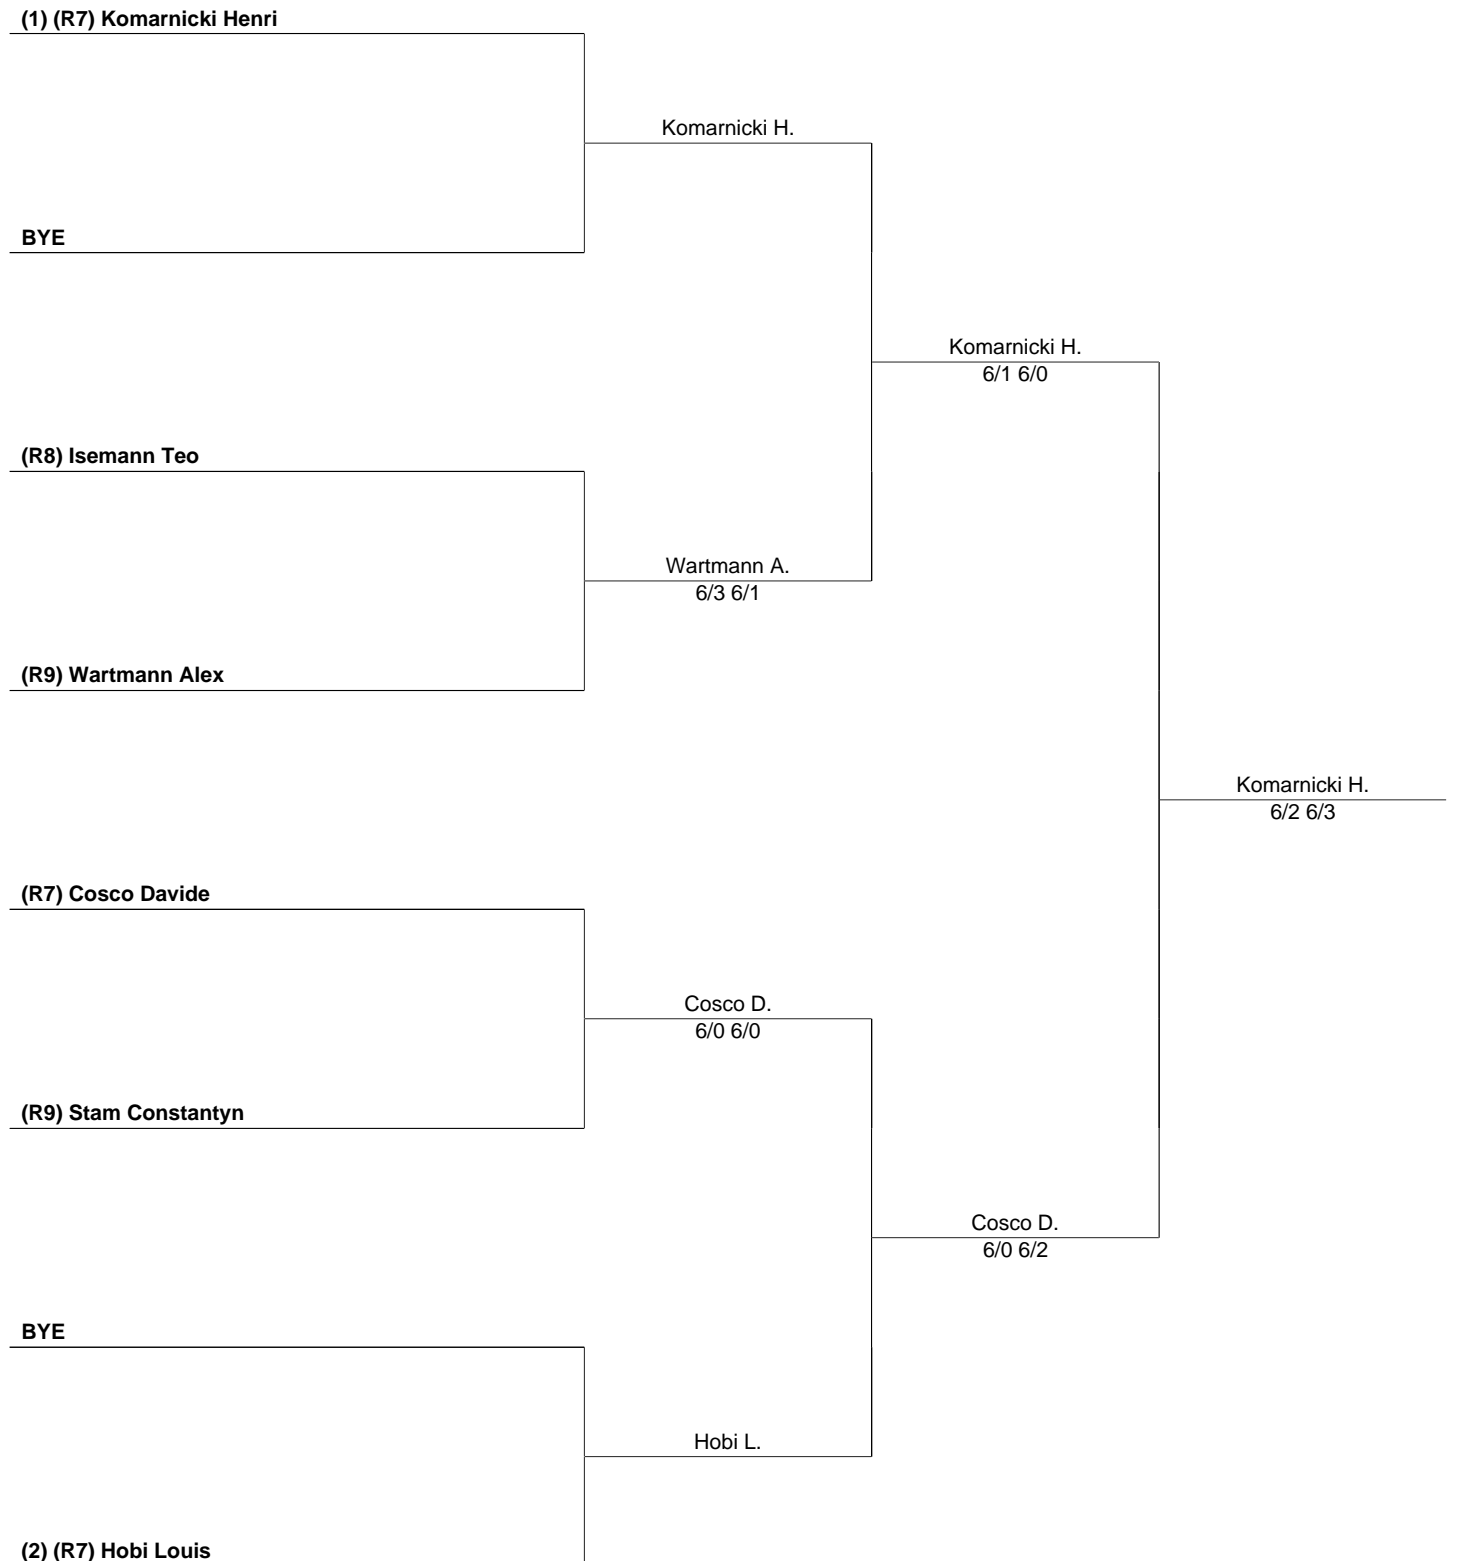 (1) (R7) Komarnicki Henri
Komarnicki H.
BYE
Komarnicki H.
6/1 6/0
(R8) Isemann Teo
Wartmann A.
6/3 6/1
(R9) Wartmann Alex
Komarnicki H.
6/2 6/3
(R7) Cosco Davide
Cosco D.
6/0 6/0
(R9) Stam Constantyn
Cosco D.
6/0 6/2
BYE
Hobi L.
(2) (R7) Hobi Louis